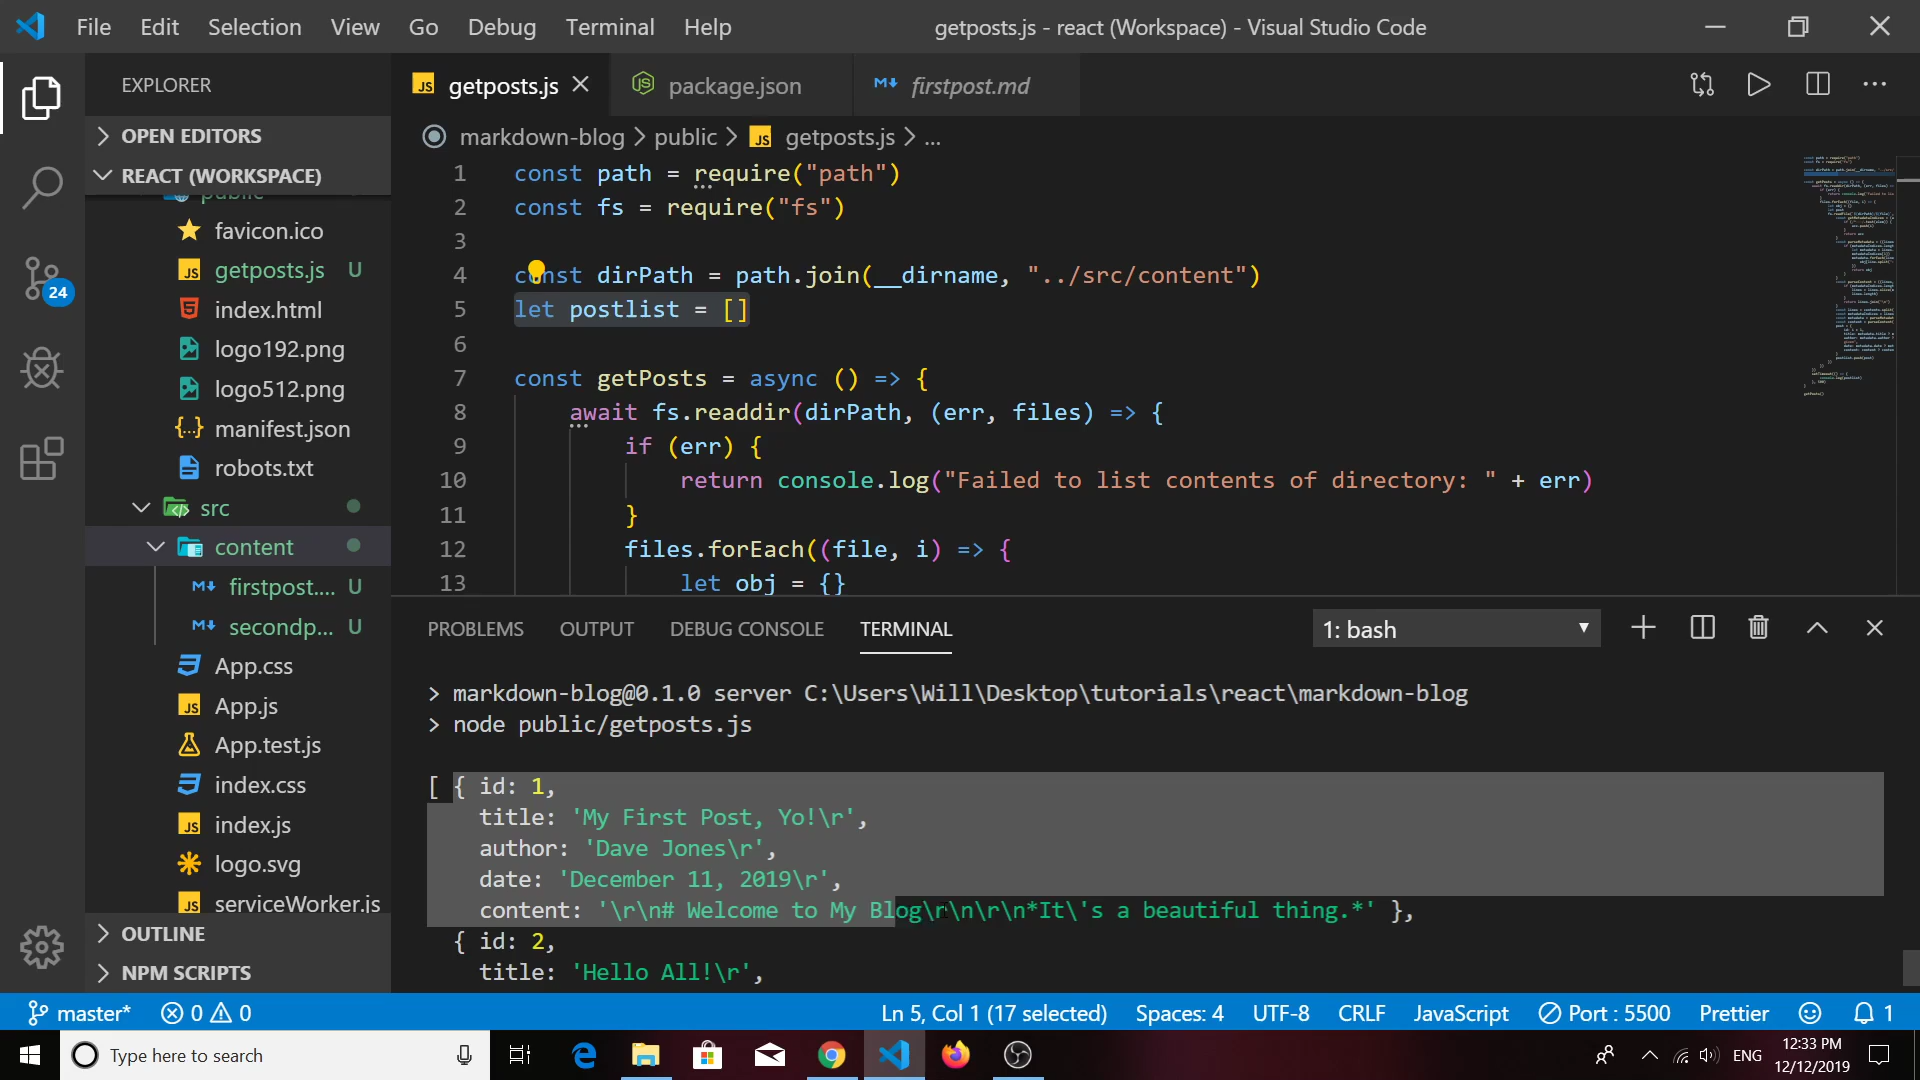 File Edit Selection View Go Debug Terminal Help getposts.js - react (Workspace) - Visual Studio Code
EXPLORER
getposts.js package.json firstpost.md
OPEN EDITORS
REACT (WORKSPACE)
public
favicon.ico
getposts.js U
index.html
logo192.png
logo512.png
manifest.json
robots.txt
src
content
firstpost.... U
secondp... U
App.css
App.js
App.test.js
index.css
index.js
logo.svg
serviceWorker.js
OUTLINE
NPM SCRIPTS
24
markdown-blog > public > JS getposts.js > ...
1 const path = require("path")
2 const fs = require("fs")
3
4 const dirPath = path.join(__dirname, "../src/content")
5 let postlist = []
6
7 const getPosts = async () => {
8 await fs.readdir(dirPath, (err, files) => {
9 if (err) {
10 return console.log("Failed to list contents of directory: " + err)
11 }
12 files.forEach((file, i) => {
13 let obj = {}
PROBLEMS OUTPUT DEBUG CONSOLE TERMINAL 1: bash
> markdown-blog@0.1.0 server C:\Users\Will\Desktop\tutorials\react\markdown-blog
> node public/getposts.js
[ { id: 1,
title: 'My First Post, Yo!\r',
author: 'Dave Jones\r',
date: 'December 11, 2019\r',
content: '\r\n# Welcome to My Blog\r\n\r\n*It\'s a beautiful thing.*' },
{ id: 2,
title: 'Hello All!\r',
master* 0 0 Ln 5, Col 1 (17 selected) Spaces: 4 UTF-8 CRLF JavaScript Port : 5500 Prettier 1
Type here to search ENG 12:33 PM
12/12/2019